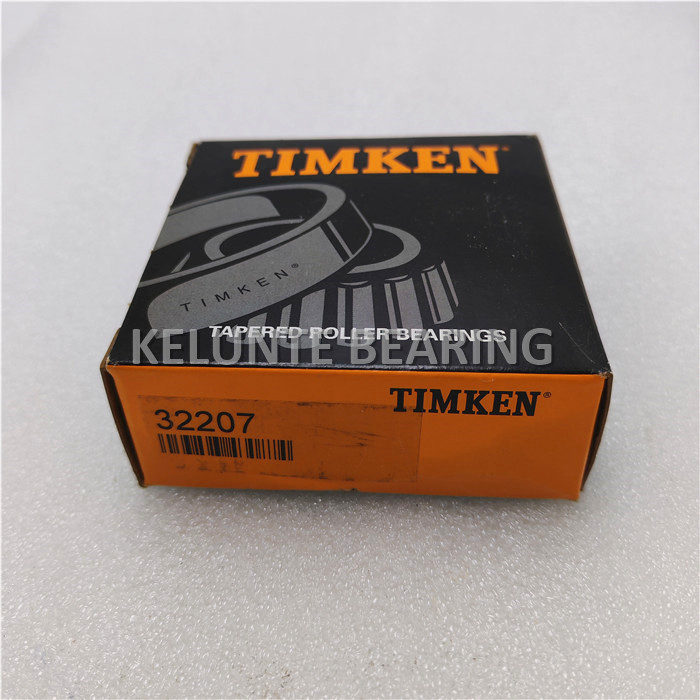 TIMKEN
TIMKEN®
TAPERED ROLLER BEARINGS
KELUNTE BEARING
TIMKEN®
32207